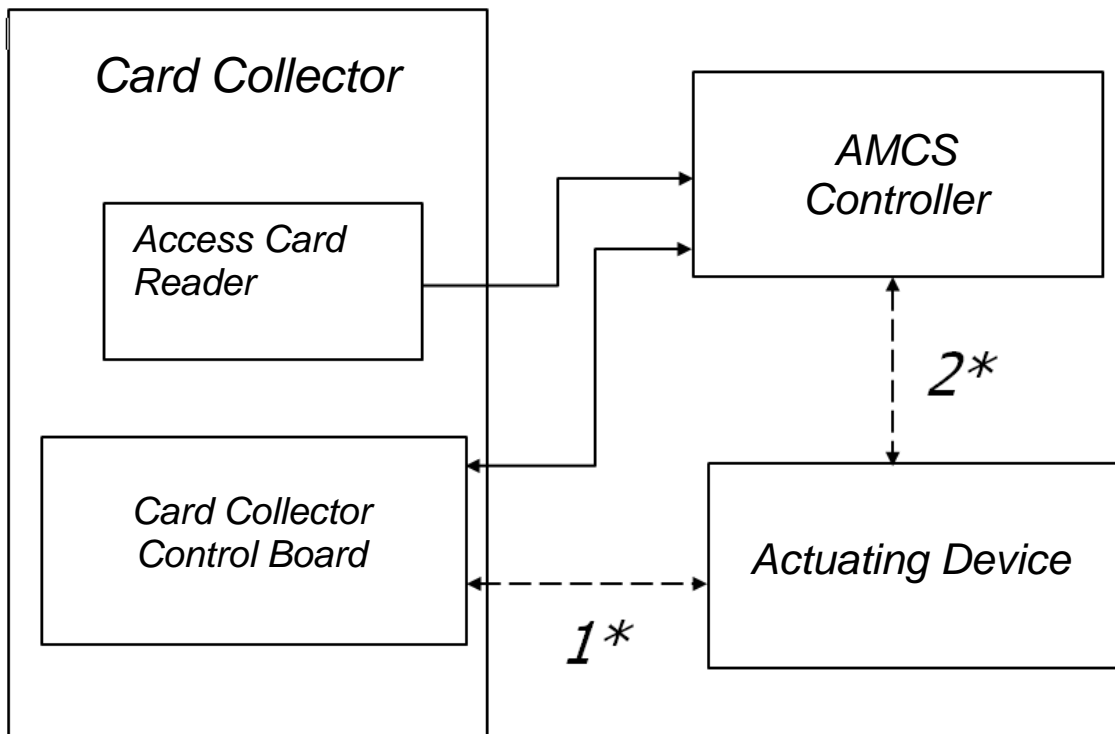 Card Collector
AMCS
Controller
Access Card
Reader
2*
Card Collector
Control Board
Actuating Device
1*